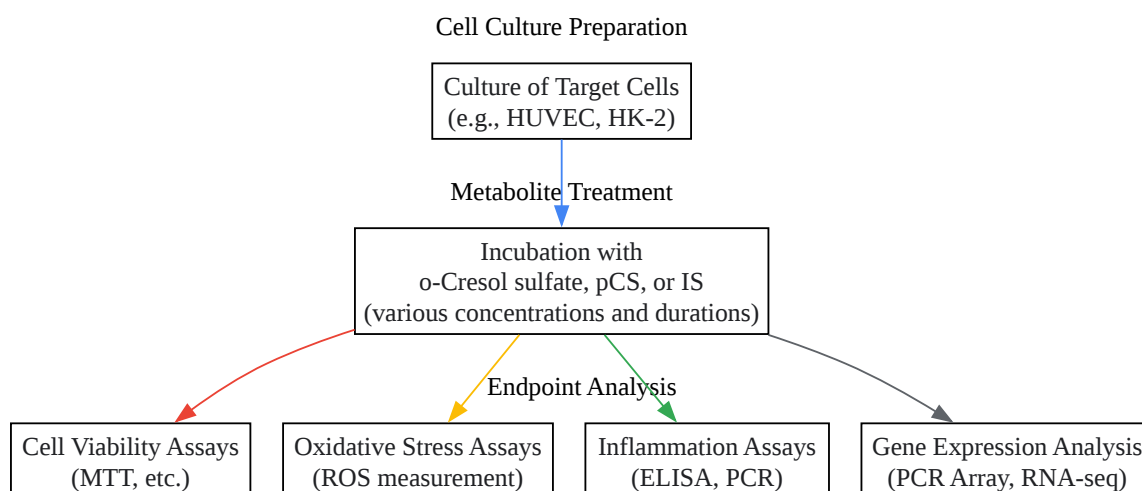 Cell Culture Preparation
Culture of Target Cells
(e.g., HUVEC, HK-2)
Metabolite Treatment
Incubation with
o-Cresol sulfate, pCS, or IS
(various concentrations and durations)
Endpoint Analysis
Cell Viability Assays
(MTT, etc.)
Oxidative Stress Assays
(ROS measurement)
Inflammation Assays
(ELISA, PCR)
Gene Expression Analysis
(PCR Array, RNA-seq)